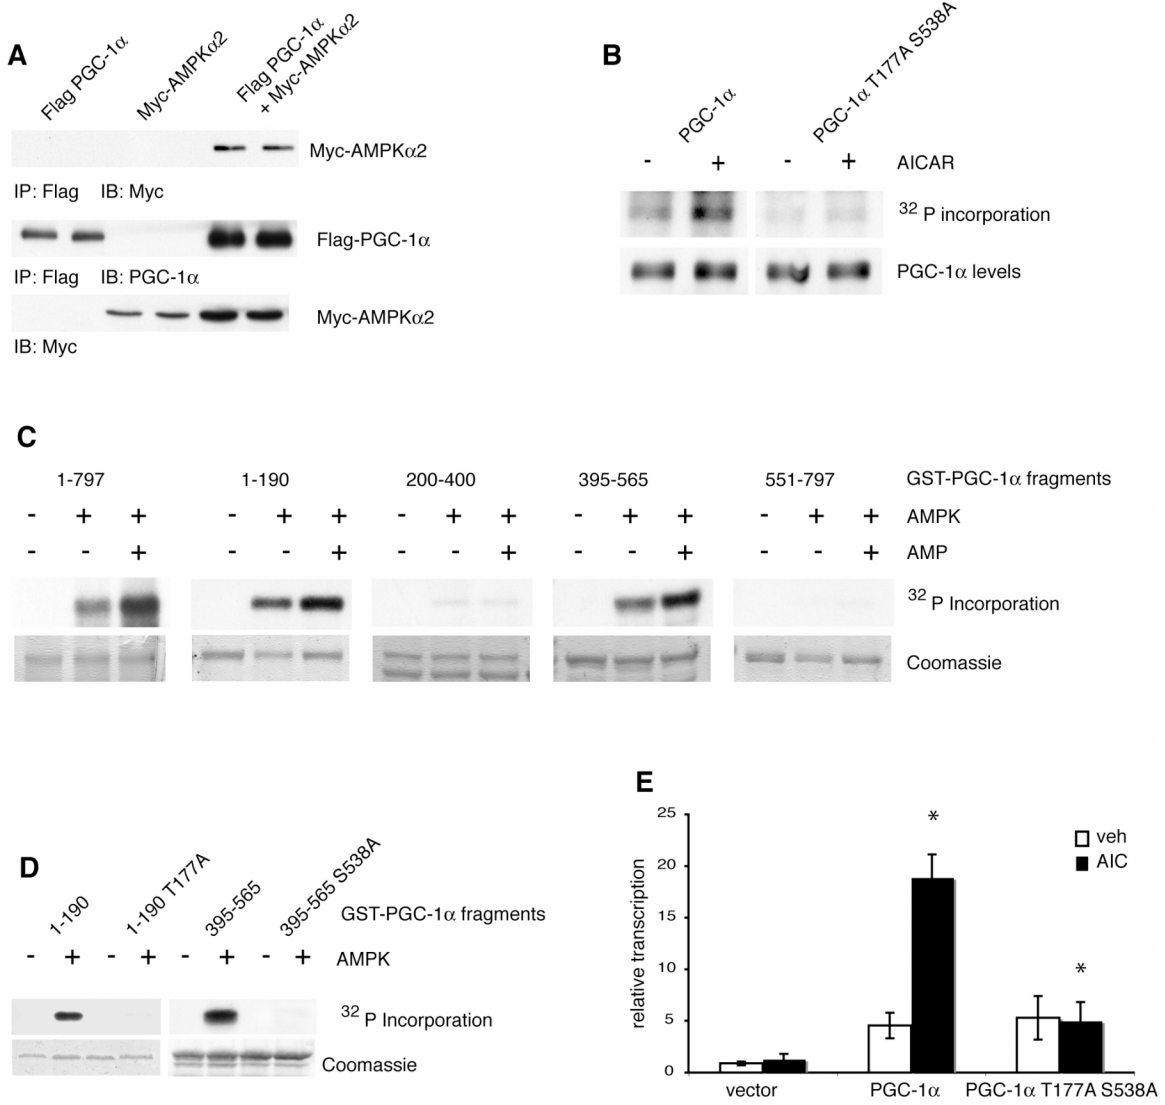 A
Flag PGC-1α
Myc-AMPKα2
Flag PGC-1α
+ Myc-AMPKα2
Myc-AMPKα2
IP: Flag IB: Myc
Flag-PGC-1α
IP: Flag IB: PGC-1α
Myc-AMPKα2
IB: Myc
B
PGC-1α
PGC-1α T177A S538A
- + - + AICAR
32 P incorporation
PGC-1α levels
C
1-797 1-190 200-400 395-565 551-797 GST-PGC-1α fragments
- + + - + + - + + - + + - + + AMPK
- - + - - + - - + - - + - - + AMP
32 P Incorporation
Coomassie
D
1-190
1-190 T177A
395-565
395-565 S538A
GST-PGC-1α fragments
- + - + - + - + AMPK
32 P Incorporation
Coomassie
E
relative transcription
25
20
15
10
5
0
*
*
veh
AIC
vector PGC-1α PGC-1α T177A S538A